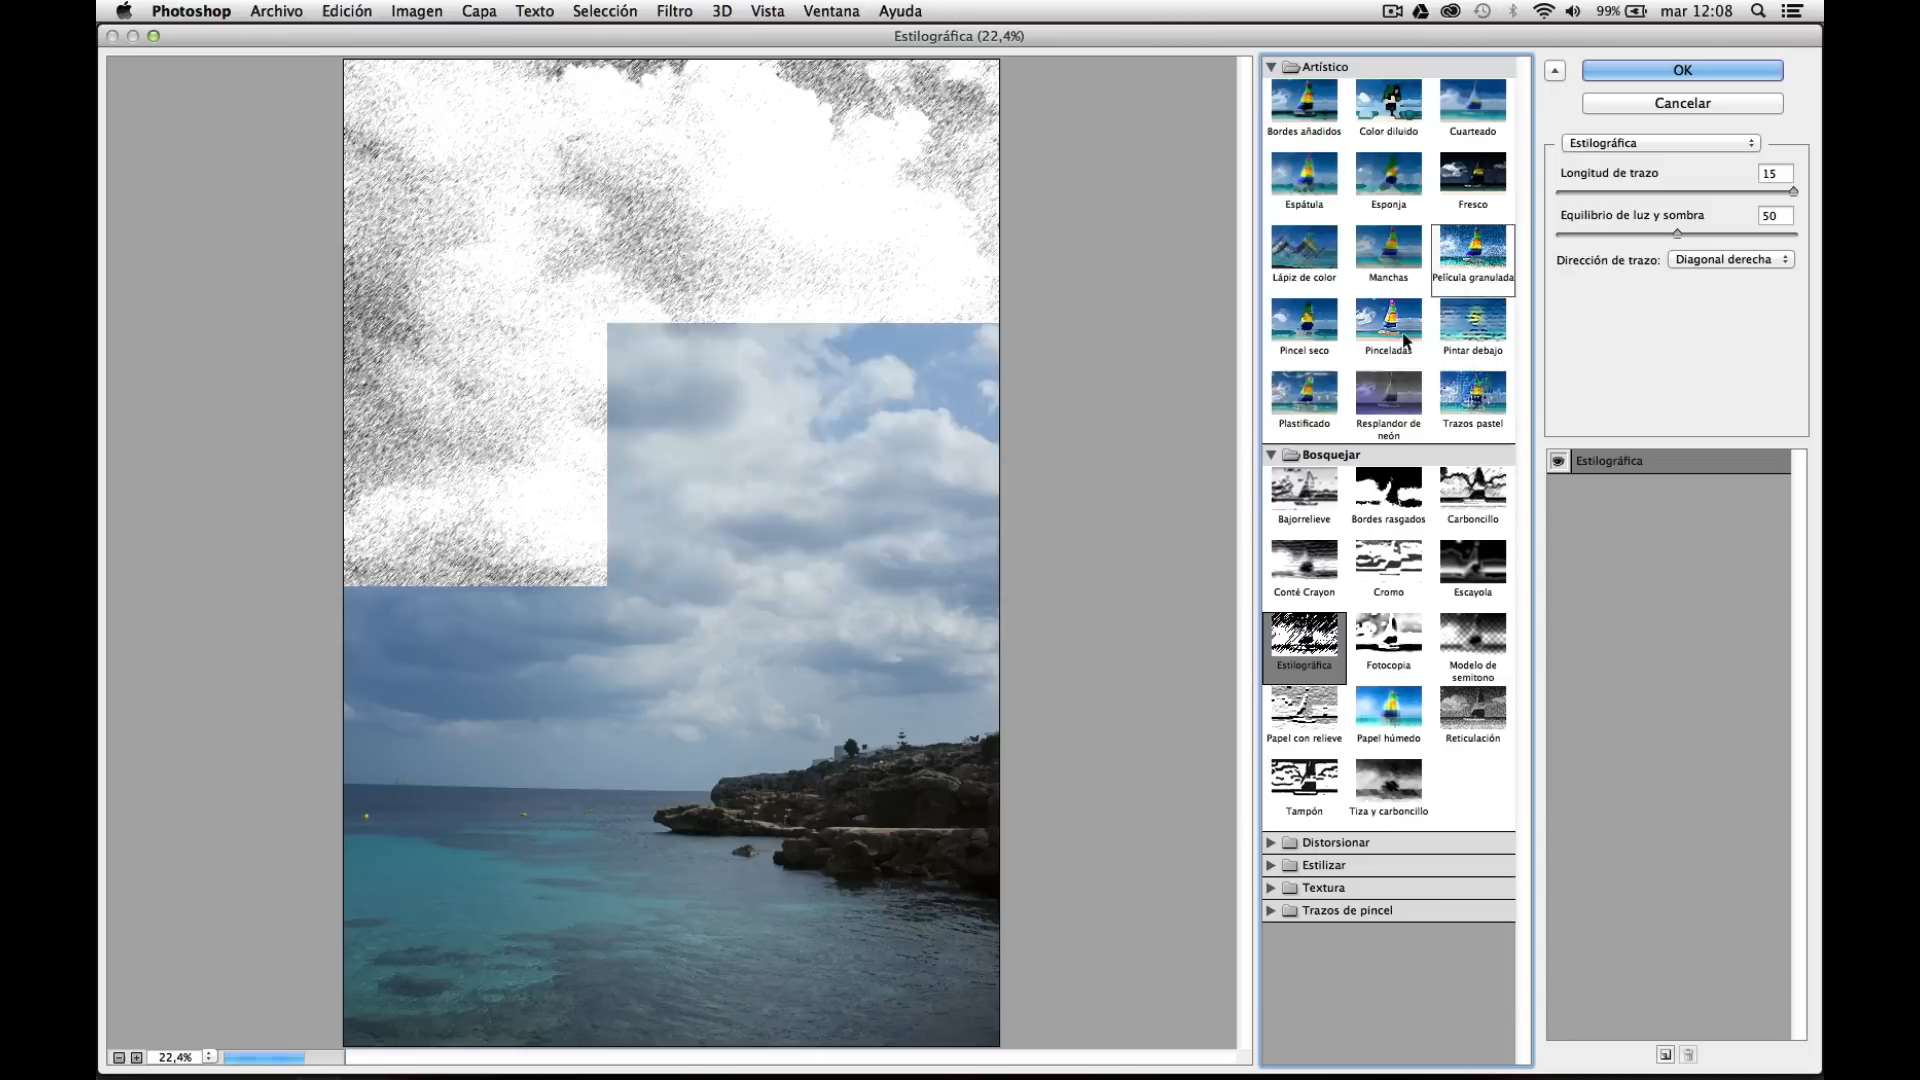 Photoshop Archivo Edición Imagen Capa Texto Selección Filtro 3D Vista Ventana Ayuda 99% mar 12:08
Estilográfica (22,4%)
Artístico
Bordes añadidos Color diluido Cuarteado
Espátula Esponja Fresco
Lápiz de color Manchas Película granulada
Pincel seco Pinceladas Pintar debajo
Plastificado Resplandor de neón Trazos pastel
Bosquejar
Bajorrelieve Bordes rasgados Carboncillo
Conté Crayon Cromo Escayola
Estilográfica Fotocopia Modelo de semitono
Papel con relieve Papel húmedo Reticulación
Tampón Tiza y carboncillo
Distorsionar
Estilizar
Textura
Trazos de pincel
OK
Cancelar
Estilográfica
Longitud de trazo 15
Equilibrio de luz y sombra 50
Dirección de trazo: Diagonal derecha
Estilográfica
22,4%